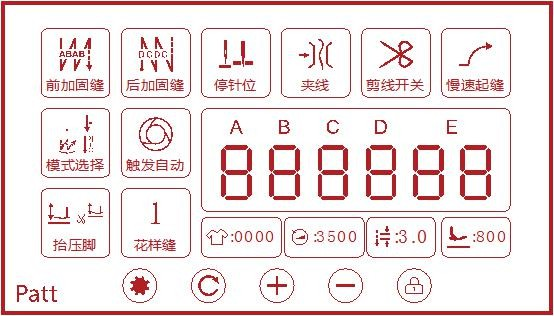 ABAB
DCDC
前加固缝 后加固缝 停针位 夹线 剪线开关 慢速起缝
A B C D E
888888
模式选择 触发自动
1
:0000 :3500 :3.0 :800
抬压脚 花样缝
Patt